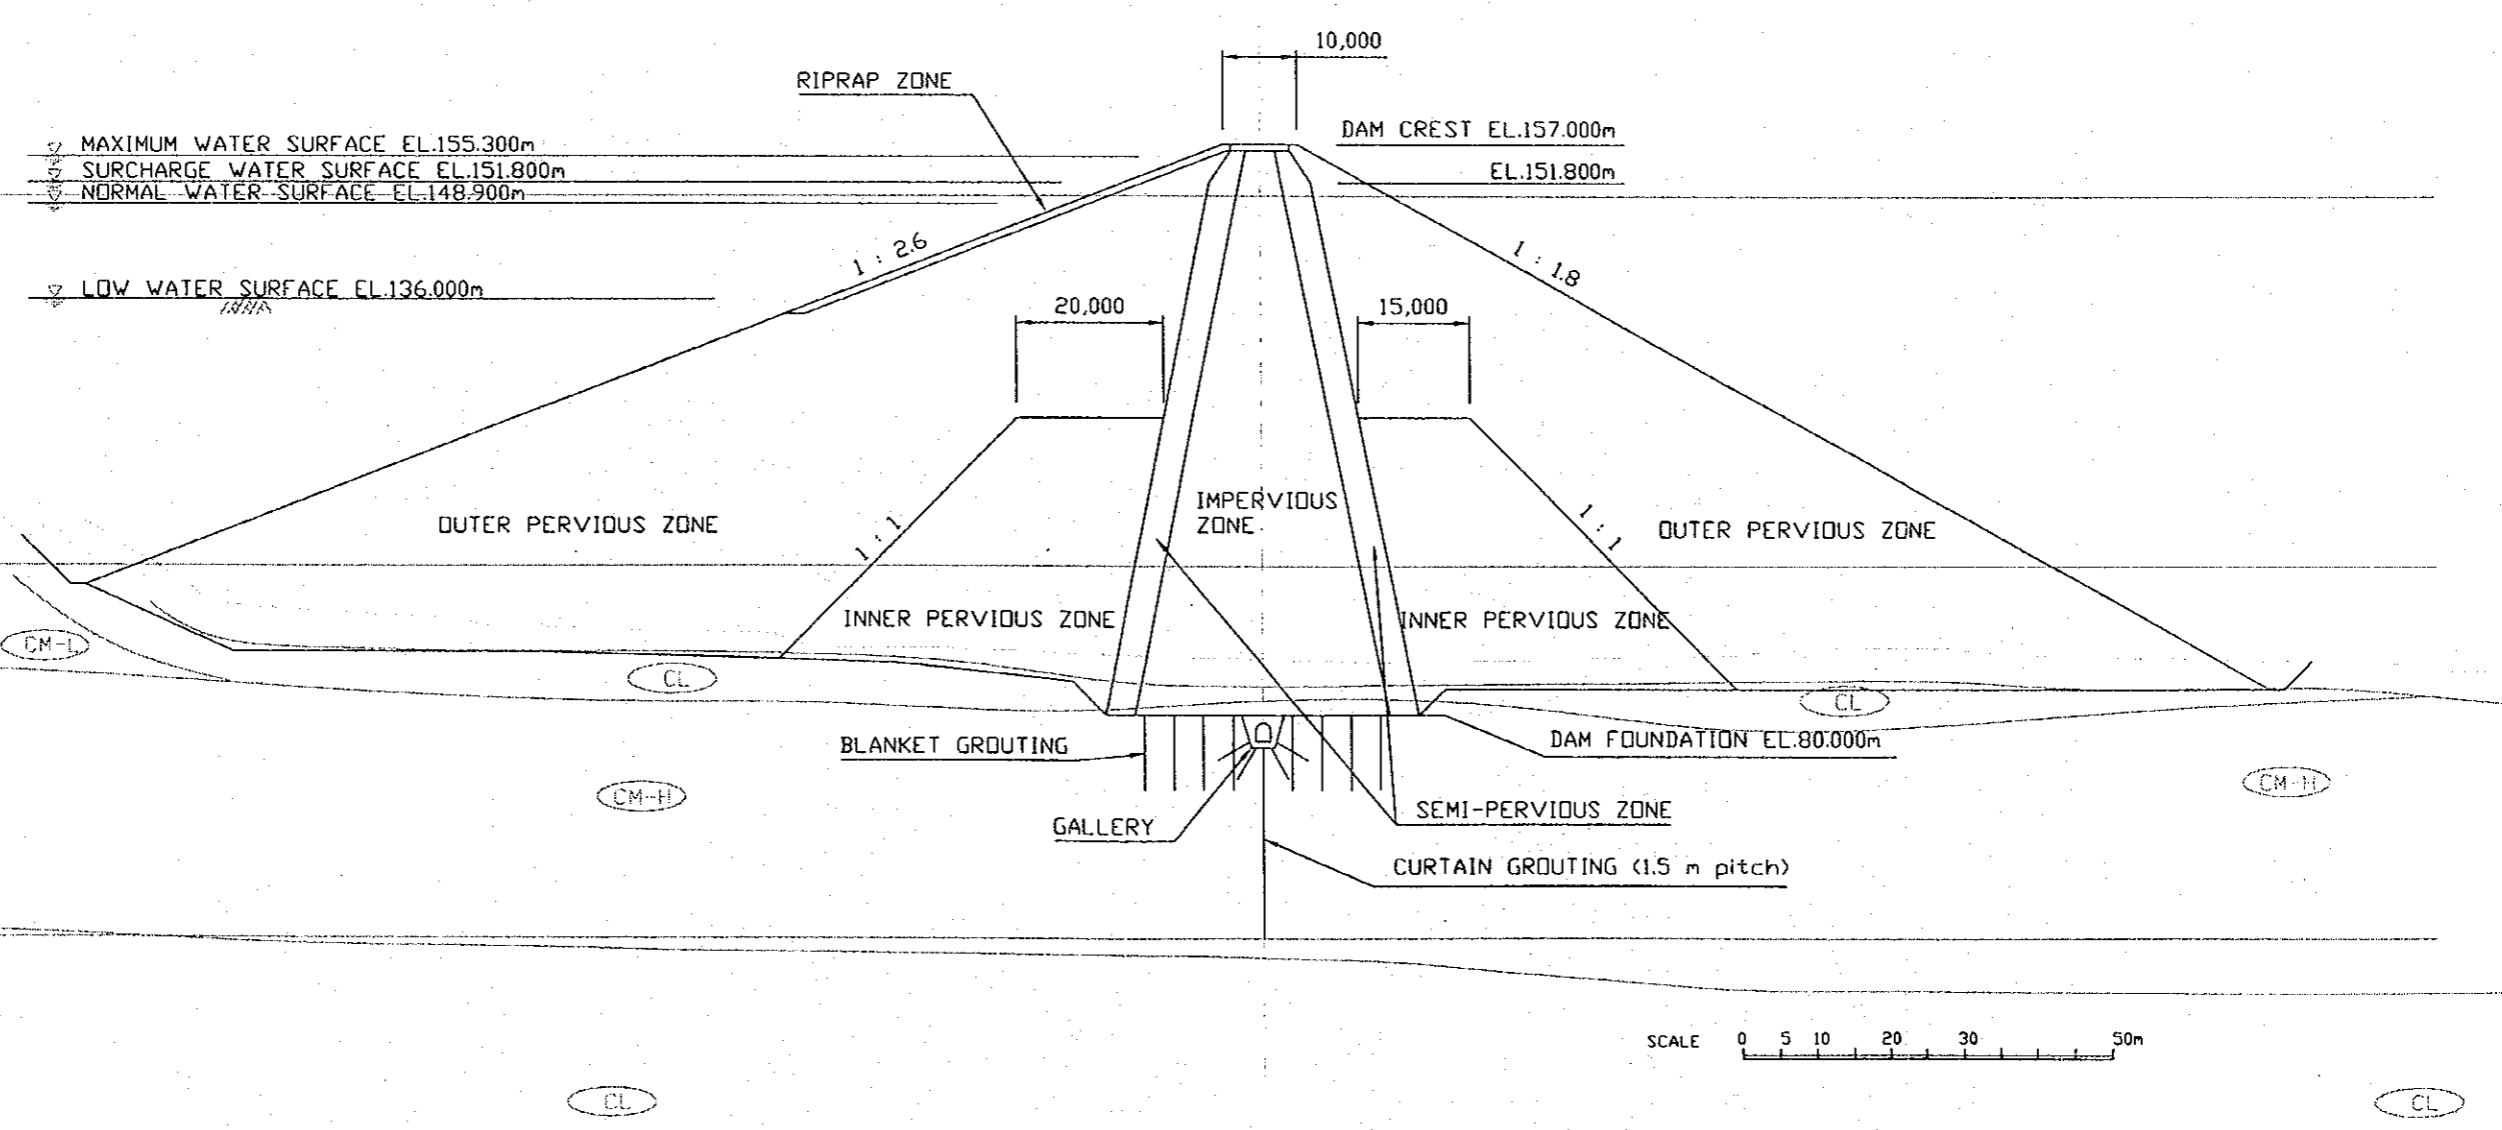 10,000
RIPRAP ZONE
DAM CREST EL.157.000m
MAXIMUM WATER SURFACE EL.155.300m
SURCHARGE WATER SURFACE EL.151.800m
EL.151.800m
NORMAL WATER SURFACE EL.148.900m
1 : 2.6
1 : 1.8
LOW WATER SURFACE EL.136.000m
20,000
15,000
IMPERVIOUS
ZONE
OUTER PERVIOUS ZONE
1 : 1
1 : 1
OUTER PERVIOUS ZONE
INNER PERVIOUS ZONE
INNER PERVIOUS ZONE
CM-L
CL
CL
BLANKET GROUTING
DAM FOUNDATION EL.80.000m
CM-H
CM-H
SEMI-PERVIOUS ZONE
GALLERY
CURTAIN GROUTING (1.5 m pitch)
SCALE 0 5 10 20 30 50m
CL
CL